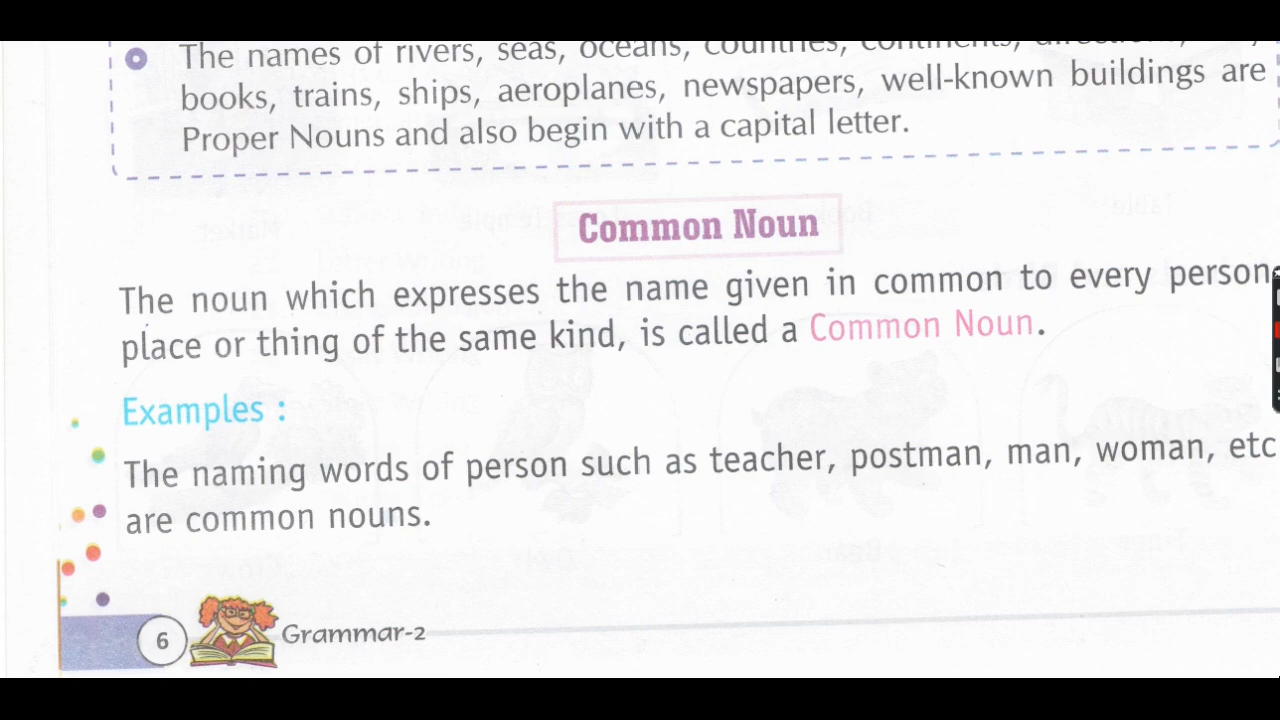 The names of rivers, seas, oceans, countries, continents,
books, trains, ships, aeroplanes, newspapers, well-known buildings are
Proper Nouns and also begin with a capital letter.
Common Noun
The noun which expresses the name given in common to every person
place or thing of the same kind, is called a Common Noun.
Examples :
The naming words of person such as teacher, postman, man, woman, etc
are common nouns.
6 Grammar-2